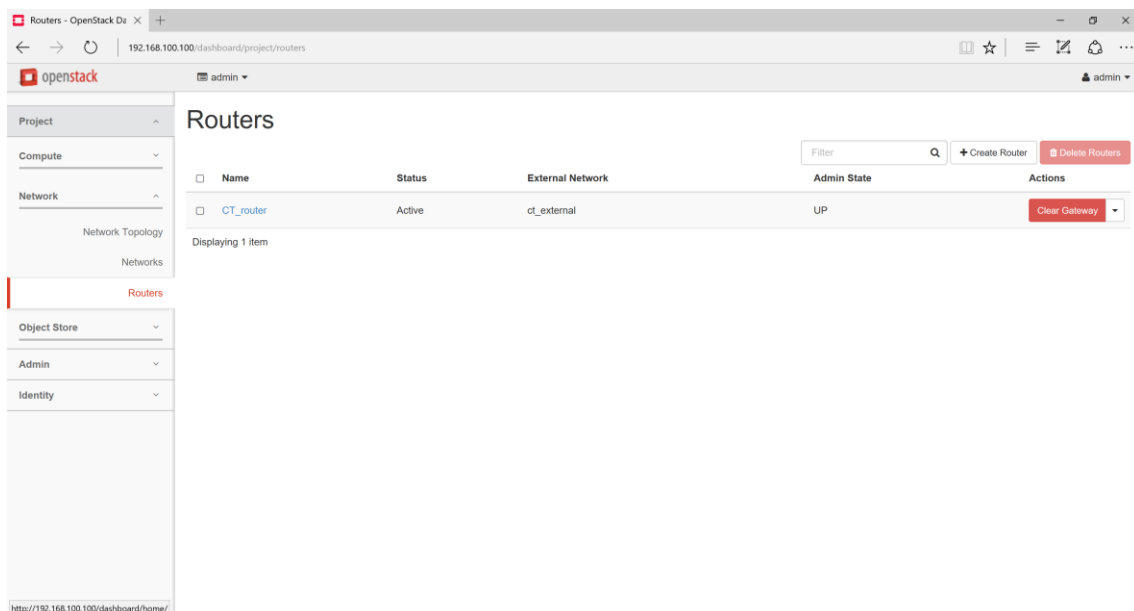 Routers - OpenStack Da
192.168.100.100/dashboard/project/routers
openstack
admin
admin
Project
Compute
Network
Network Topology
Networks
Routers
Object Store
Admin
Identity
Routers
Filter
Create Router
Delete Routers
Name Status External Network Admin State Actions
CT_router Active ct_external UP Clear Gateway
Displaying 1 item
http://192.168.100.100/dashboard/home/